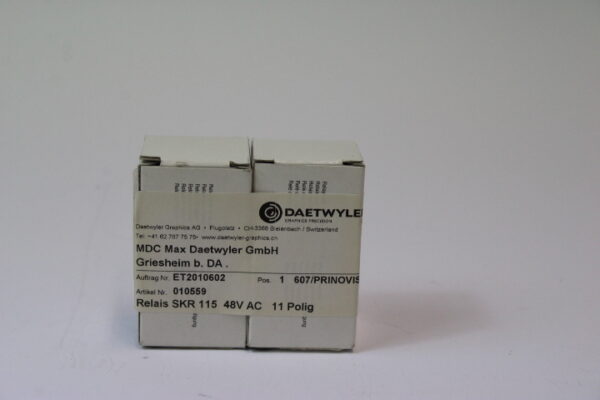 DAETWYLER
GRAPHICS PRECISION
Daetwyler Graphics AG • Flugplatz • CH-3368 Bleienbach / Switzerland
Tel. +41 62 787 75 75 • www.daetwyler-graphics.cn
MDC Max Daetwyler GmbH
Griesheim b. DA .
Auftrag Nr. ET2010602 Pos. 1 607/PRINOVIS
Artikel Nr. 010559
Relais SKR 115 48V AC 11 Polig